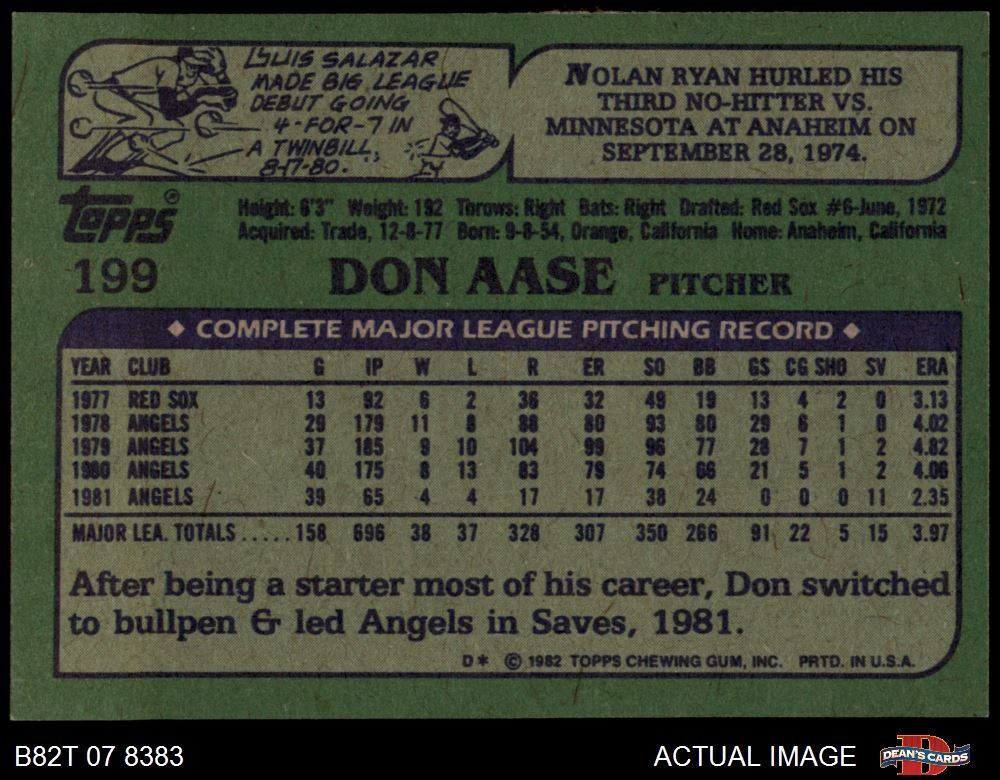 LUIS SALAZAR
MADE BIG LEAGUE
DEBUT GOING
4-FOR-7 IN
A TWINBILL,
8-17-80.
NOLAN RYAN HURLED HIS
THIRD NO-HITTER VS.
MINNESOTA AT ANAHEIM ON
SEPTEMBER 28, 1974.
TOPPS®
Height: 6'3" Weight: 192 Throws: Right Bats: Right Drafted: Red Sox #6-June, 1972
Acquired: Trade, 12-8-77 Born: 9-8-54, Orange, California Home: Anaheim, California
199 DON AASE PITCHER
◆ COMPLETE MAJOR LEAGUE PITCHING RECORD ◆
YEAR CLUB G IP W L R ER SO BB GS CG SHO SV ERA
1977 RED SOX 13 92 6 2 36 32 49 19 13 4 2 0 3.13
1978 ANGELS 29 179 11 8 88 80 93 80 29 6 1 0 4.02
1979 ANGELS 37 185 9 10 104 99 96 77 28 7 1 2 4.82
1980 ANGELS 40 175 8 13 83 79 74 66 21 5 1 2 4.06
1981 ANGELS 39 65 4 4 17 17 38 24 0 0 0 11 2.35
MAJOR LEA. TOTALS.....158 696 38 37 328 307 350 266 91 22 5 15 3.97
After being a starter most of his career, Don switched
to bullpen & led Angels in Saves, 1981.
D* © 1982 TOPPS CHEWING GUM, INC. PRTD. IN U.S.A.
B82T 07 8383 ACTUAL IMAGE DEAN'S CARDS